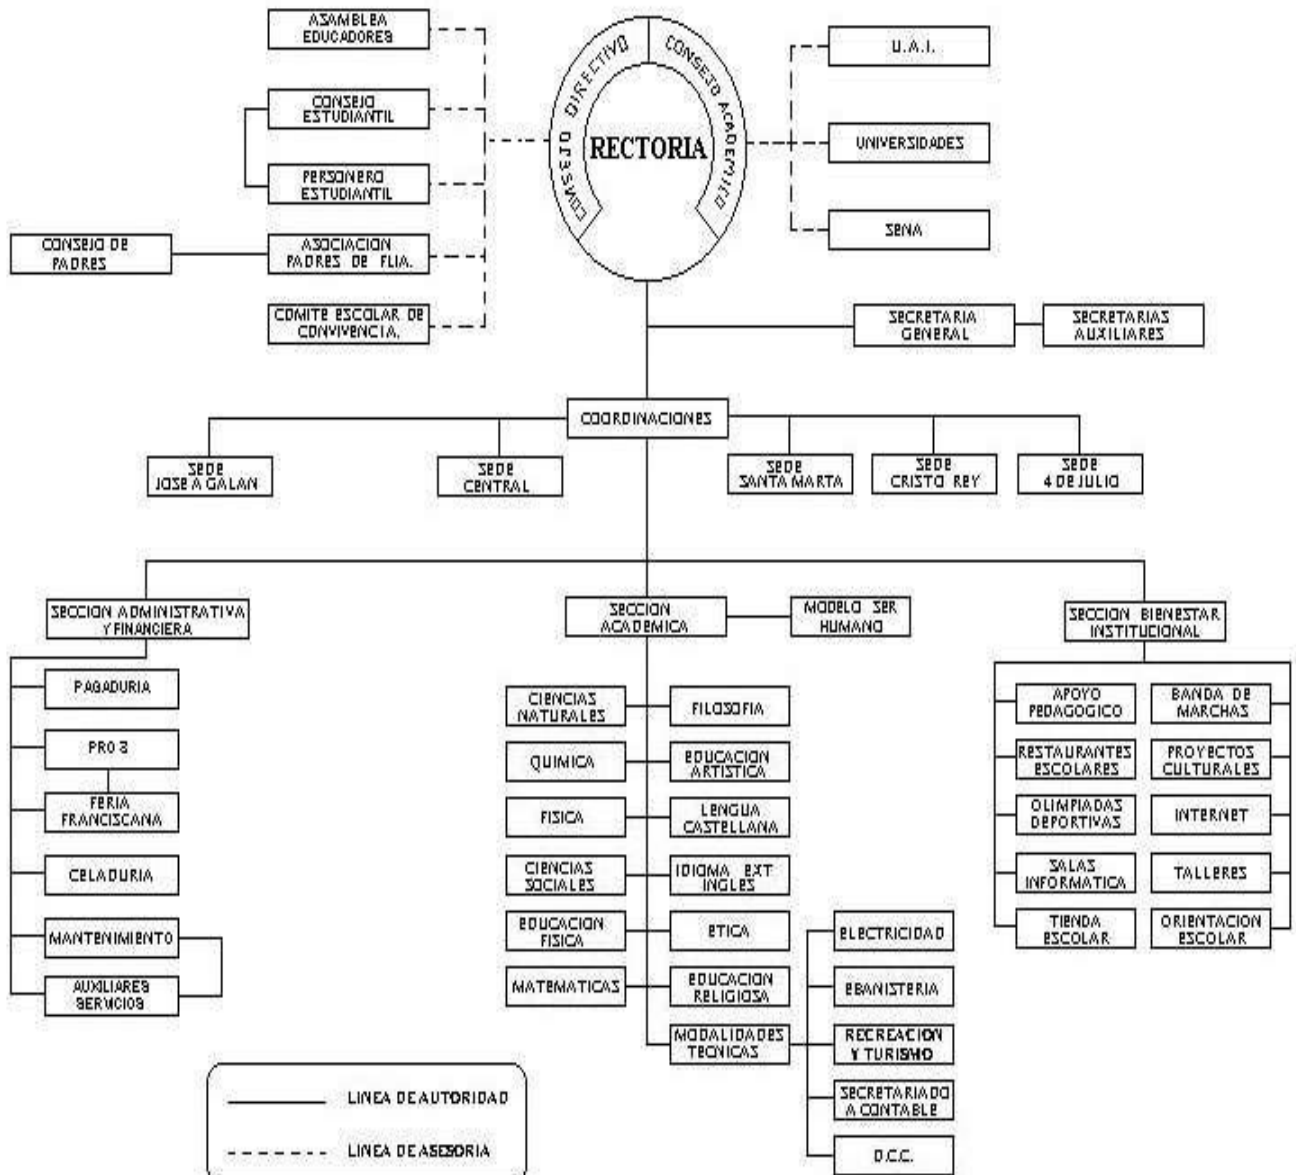 AZAMBLEA
EDUCADORES
CONSEJO
ESTUDIANTIL
PERSONERO
ESTUDIANTIL
CONSEJO DE
PADRES
ASOCIACION
PADRES DE FLIA.
COMITE ESCOLAR DE
CONVIVENCIA.
CONSEJO DIRECTIVO
CONSEJO ACADEMICO
RECTORIA
U.A.I.
UNIVERSIDADES
SENA
SECRETARIA
GENERAL
SECRETARIAS
AUXILIARES
COORDINACIONES
SEDE
JOSE A GALAN
SEDE
CENTRAL
SEDE
SANTA MARTA
SEDE
CRISTO REY
SEDE
4 DE JULIO
SECCION ADMINISTRATIVA
Y FINANCIERA
PAGADURIA
PRO 3
FERIA
FRANCISCANA
CELADURIA
MANTENIMIENTO
AUXILIARES
SERVICIOS
SECCION
ACADEMICA
MODELO SER
HUMANO
CIENCIAS
NATURALES
FILOSOFIA
QUIMICA
EDUCACION
ARTISTICA
FISICA
LENGUA
CASTELLANA
CIENCIAS
SOCIALES
IDIOMA EXT
INGLES
EDUCACION
FISICA
ETICA
MATEMATICAS
EDUCACION
RELIGIOSA
MODALIDADES
TECNICAS
ELECTRICIDAD
EBANISTERIA
RECREACION
Y TURISMO
SECRETARIADO
A CONTABLE
D.C.C.
SECCION BIENESTAR
INSTITUCIONAL
APOYO
PEDAGOGICO
BANDA DE
MARCHAS
RESTAURANTES
ESCOLARES
PROYECTOS
CULTURALES
OLIMPIADAS
DEPORTIVAS
INTERNET
SALAS
INFORMATICA
TALLERES
TIENDA
ESCOLAR
ORIENTACION
ESCOLAR
LINEA DE AUTORIDAD
LINEA DE ASESORIA